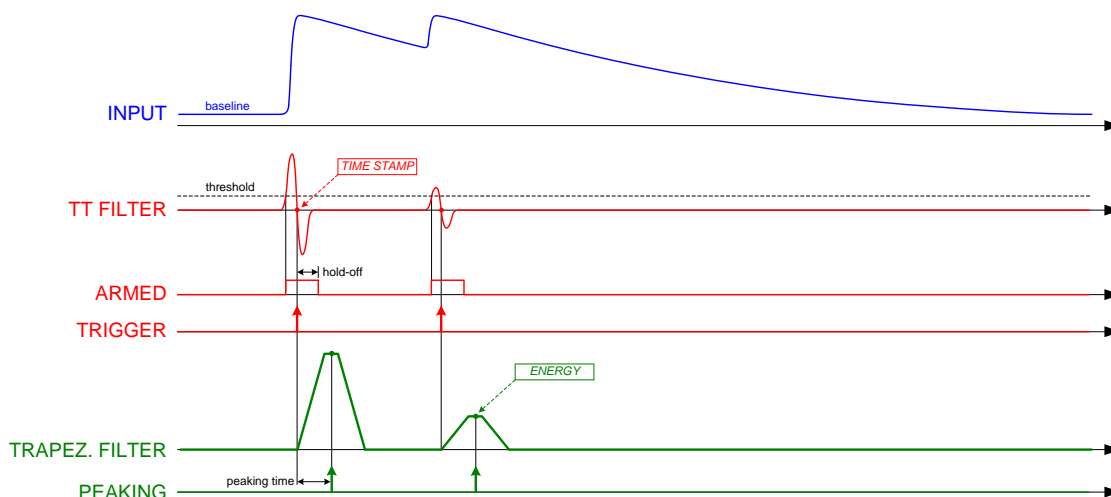 baseline
INPUT
TIME STAMP
threshold
TT FILTER
hold-off
ARMED
TRIGGER
ENERGY
TRAPEZ. FILTER
peaking time
PEAKING